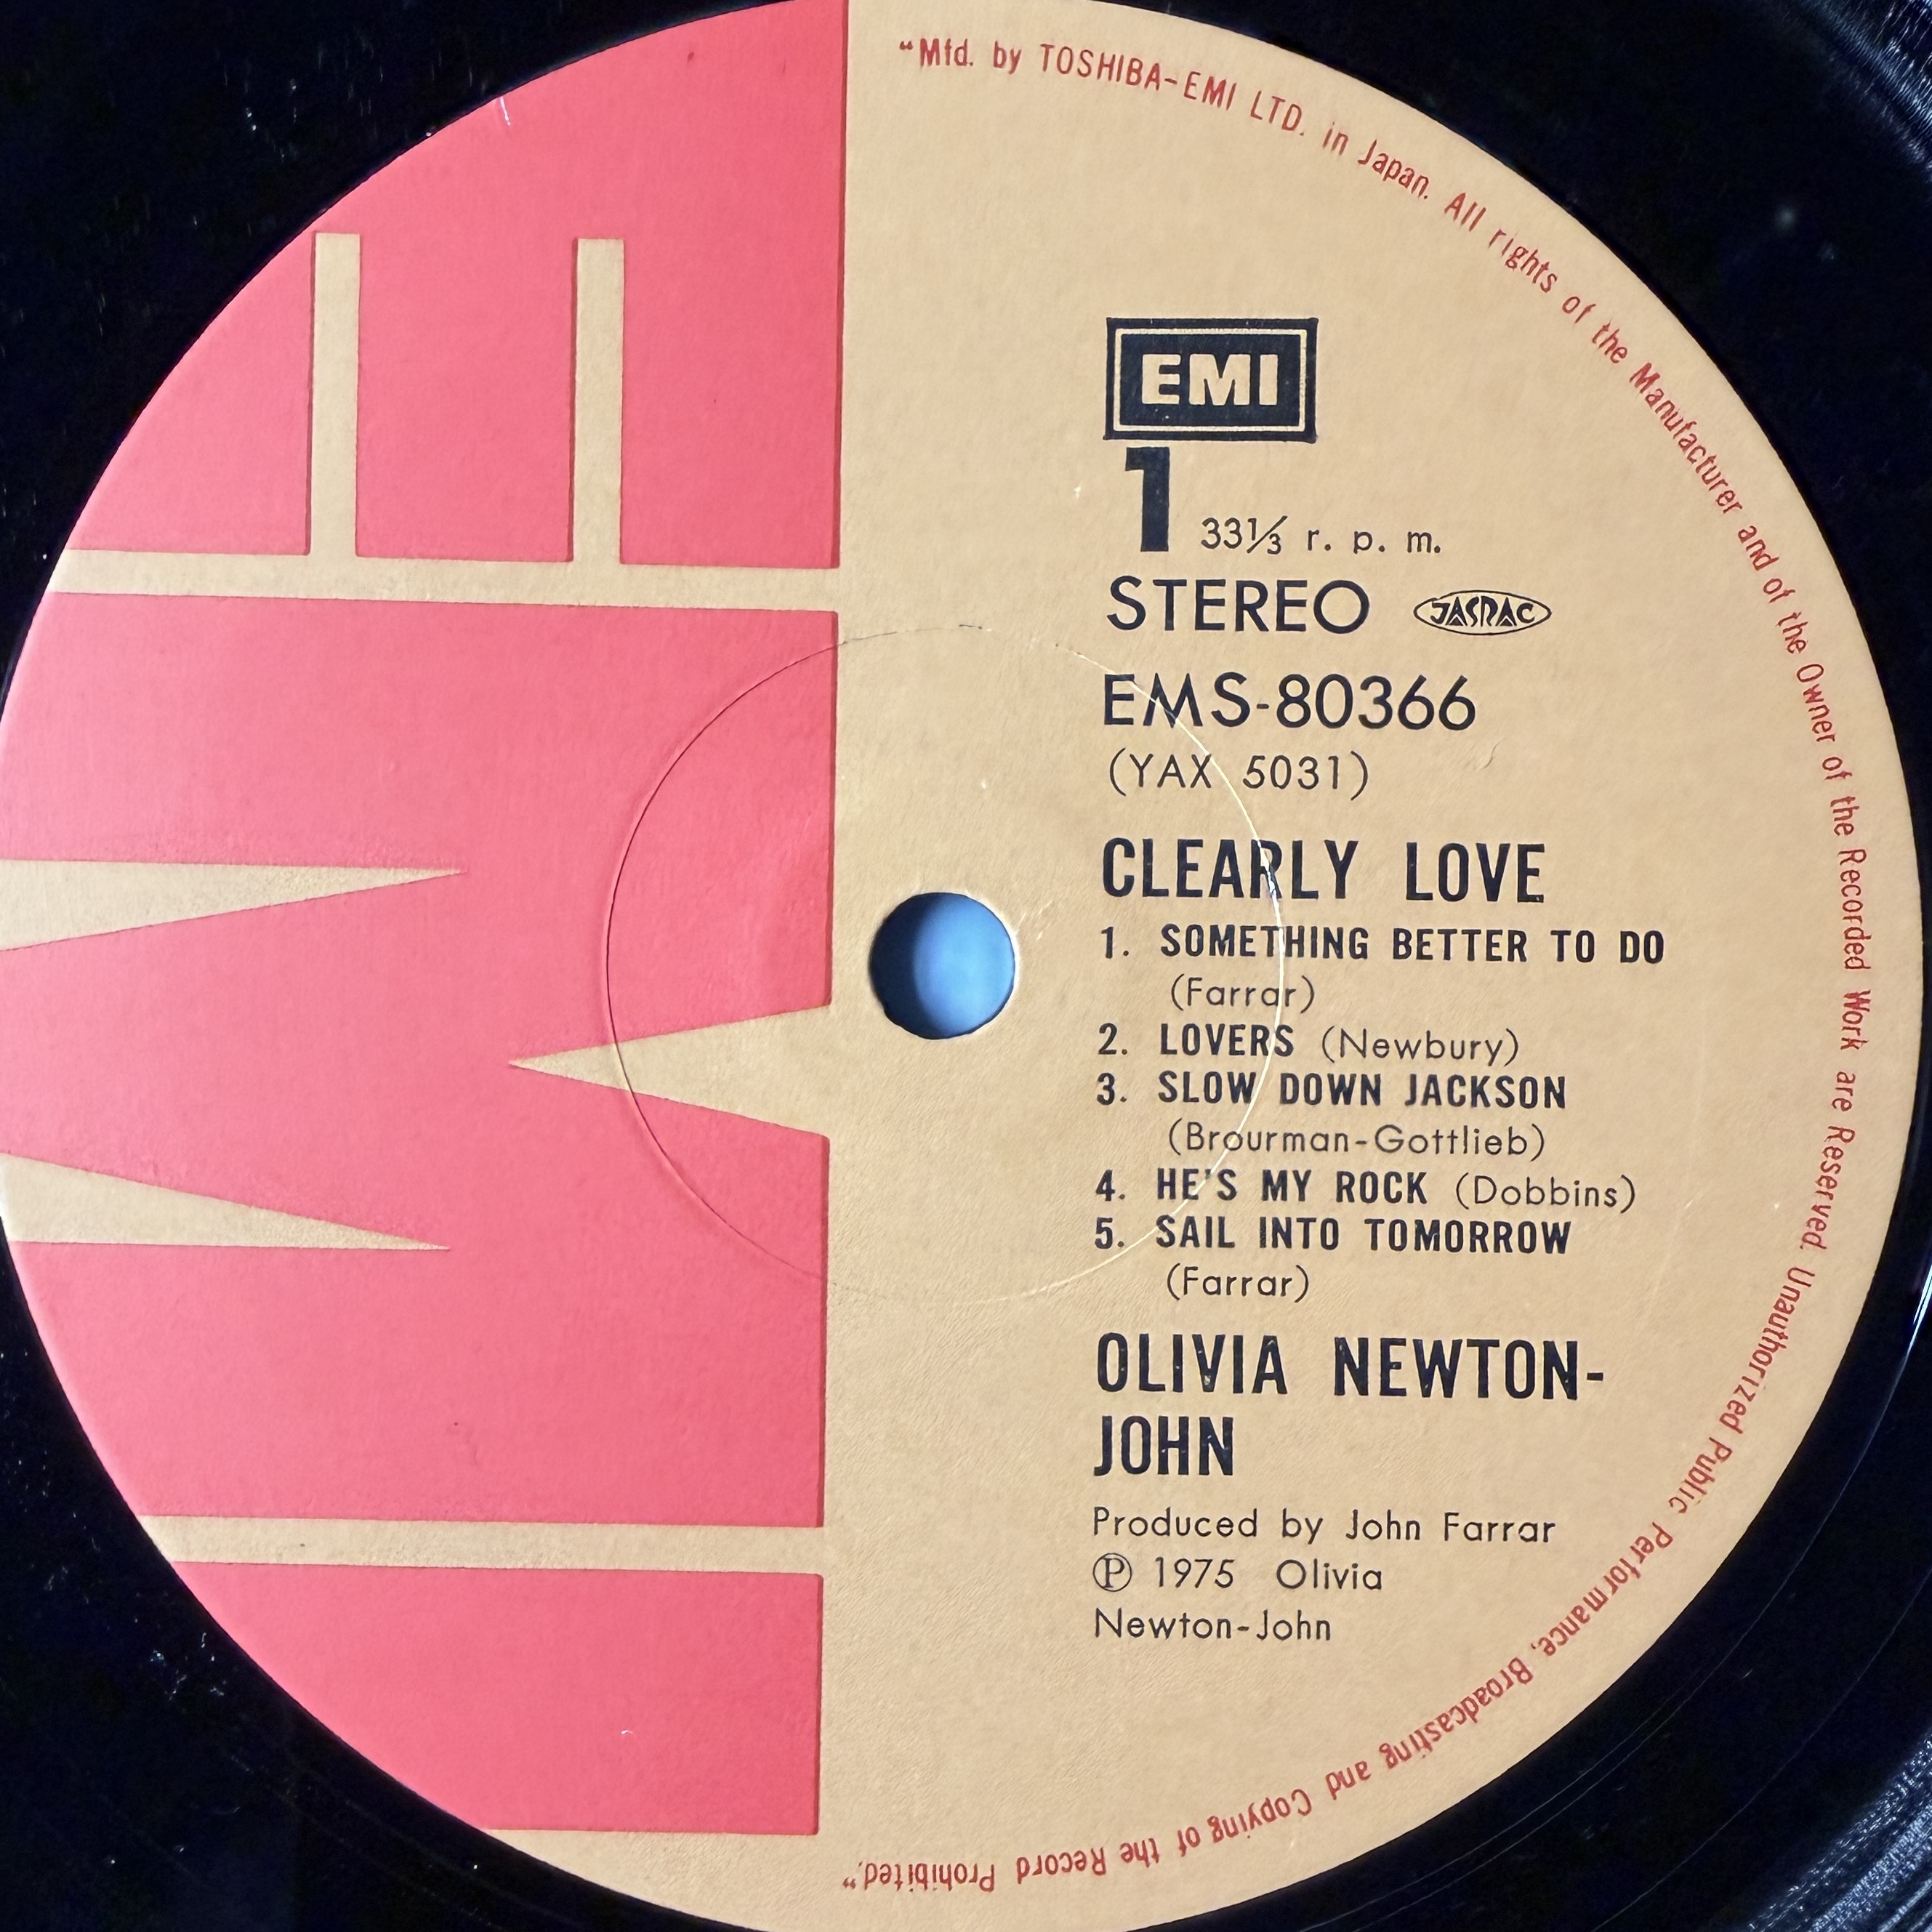 "Mfd. by TOSHIBA-EMI LTD. in Japan. All rights of the Manufacturer and of the Owner of the Recorded Work are Reserved. Unauthorized Public Performance, Broadcasting and Copying of the Record Prohibited."
EMI
EMI
1 33⅓ r. p. m.
STEREO JASRAC
EMS-80366
(YAX 5031)
CLEARLY LOVE
1. SOMETHING BETTER TO DO
(Farrar)
2. LOVERS (Newbury)
3. SLOW DOWN JACKSON
(Brourman-Gottlieb)
4. HE'S MY ROCK (Dobbins)
5. SAIL INTO TOMORROW
(Farrar)
OLIVIA NEWTON-
JOHN
Produced by John Farrar
Ⓟ 1975 Olivia
Newton-John